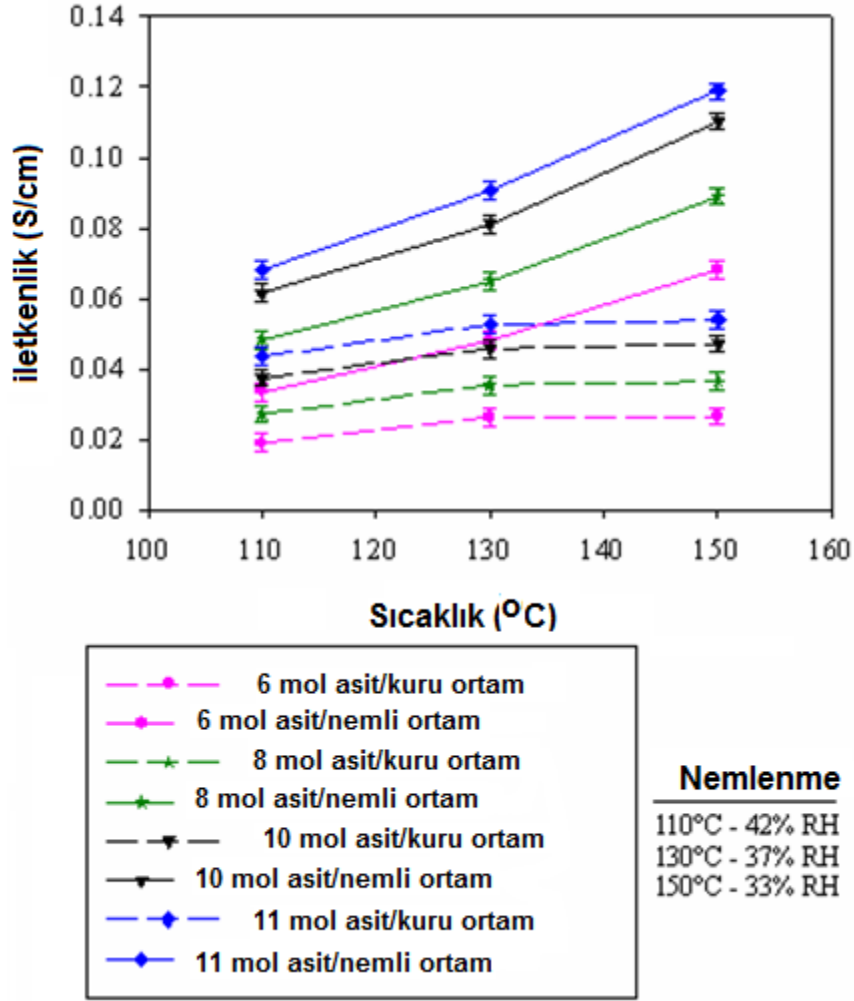 0.14
0.12
0.10
0.08
0.06
0.04
0.02
0.00
iletkenlik (S/cm)
100 110 120 130 140 150 160
Sıcaklık (ºC)
6 mol asit/kuru ortam
6 mol asit/nemli ortam
8 mol asit/kuru ortam
8 mol asit/nemli ortam
10 mol asit/kuru ortam
10 mol asit/nemli ortam
11 mol asit/kuru ortam
11 mol asit/nemli ortam
Nemlenme
110°C - 42% RH
130°C - 37% RH
150°C - 33% RH